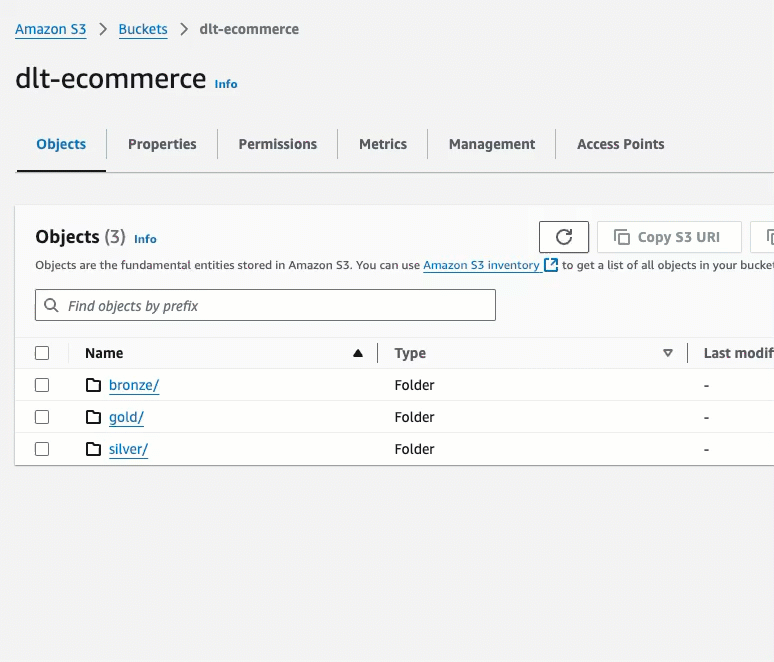 Amazon S3 > Buckets > dlt-ecommerce
dlt-ecommerce Info
Objects Properties Permissions Metrics Management Access Points
Objects (3) Info
Copy S3 URI
Objects are the fundamental entities stored in Amazon S3. You can use Amazon S3 inventory to get a list of all objects in your bucket
Find objects by prefix
Name Type Last modif
bronze/ Folder -
gold/ Folder -
silver/ Folder -